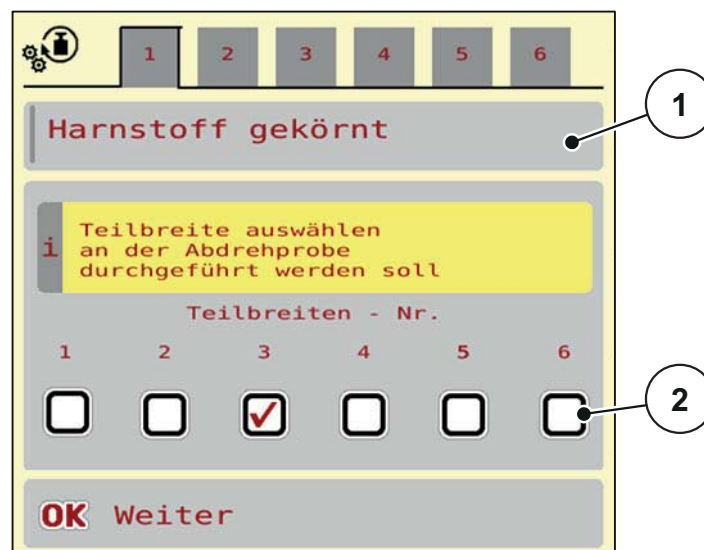 1 2 3 4 5 6
Harnstoff gekörnt
1
i
Teilbreite auswählen
an der Abdrehprobe
durchgeführt werden soll
Teilbreiten - Nr.
1 2 3 4 5 6
2
OK Weiter